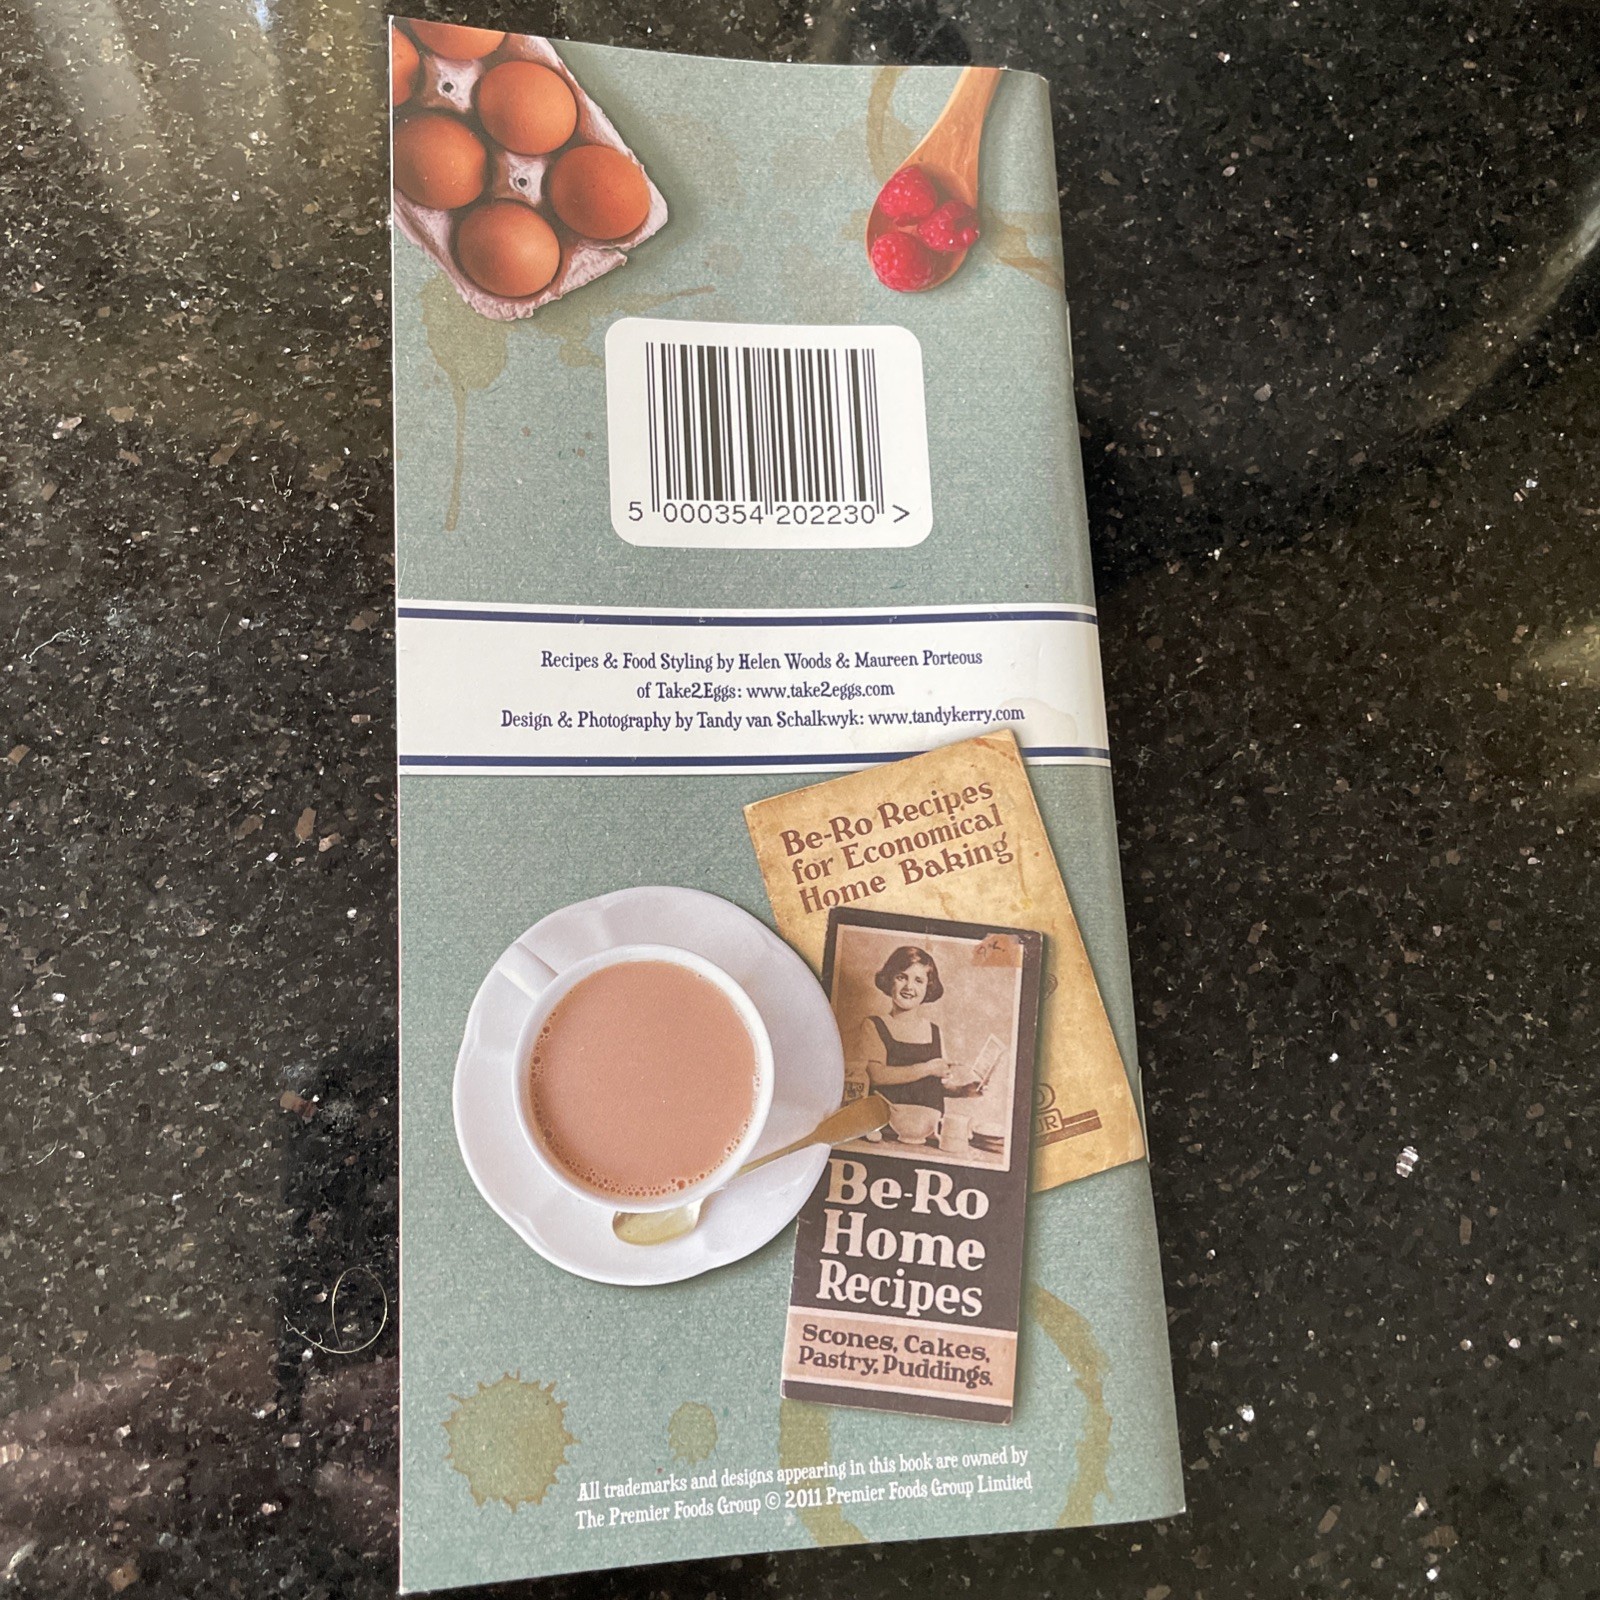 5 000354 202230 >
Recipes & Food Styling by Helen Woods & Maureen Porteous
of Take2Eggs: www.take2eggs.com
Design & Photography by Tandy van Schalkwyk: www.tandykerry.com
Be-Ro Recipes
for Economical
Home Baking
Be-Ro
Home
Recipes
Scones, Cakes,
Pastry, Puddings.
All trademarks and designs appearing in this book are owned by
The Premier Foods Group © 2011 Premier Foods Group Limited